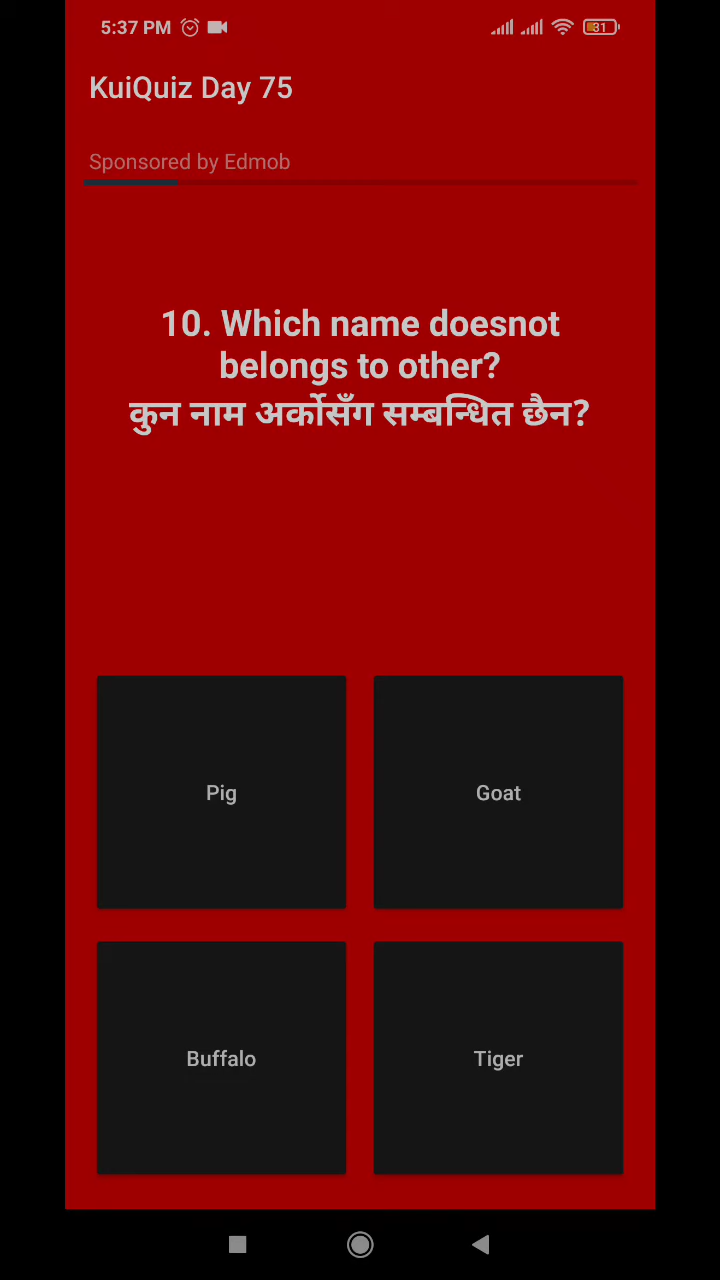 5:37 PM 31
KuiQuiz Day 75
Sponsored by Edmob
10. Which name doesnot
belongs to other?
कुन नाम अर्कोसँग सम्बन्धित छैन?
Pig
Goat
Buffalo
Tiger